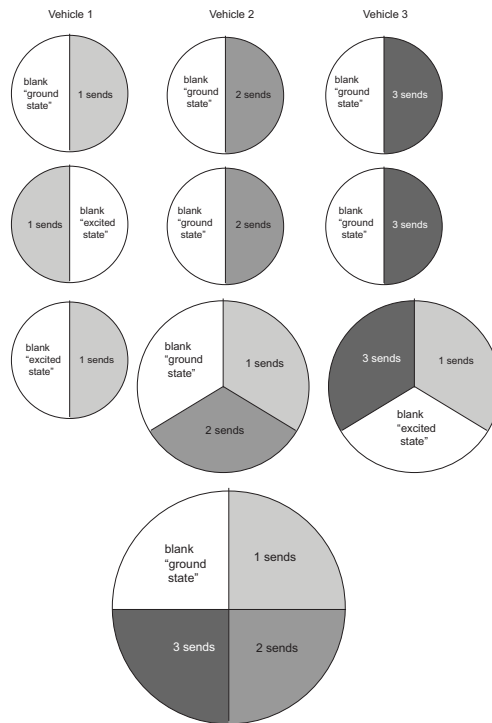 Vehicle 1
Vehicle 2
Vehicle 3
blank
“ground
state”
1 sends
blank
“ground
state”
2 sends
blank
“ground
state”
3 sends
1 sends
blank
“excited
state”
blank
“ground
state”
2 sends
blank
“ground
state”
3 sends
blank
“excited
state”
1 sends
blank
“ground
state”
1 sends
2 sends
3 sends
1 sends
blank
“excited
state”
blank
“ground
state”
1 sends
3 sends
2 sends